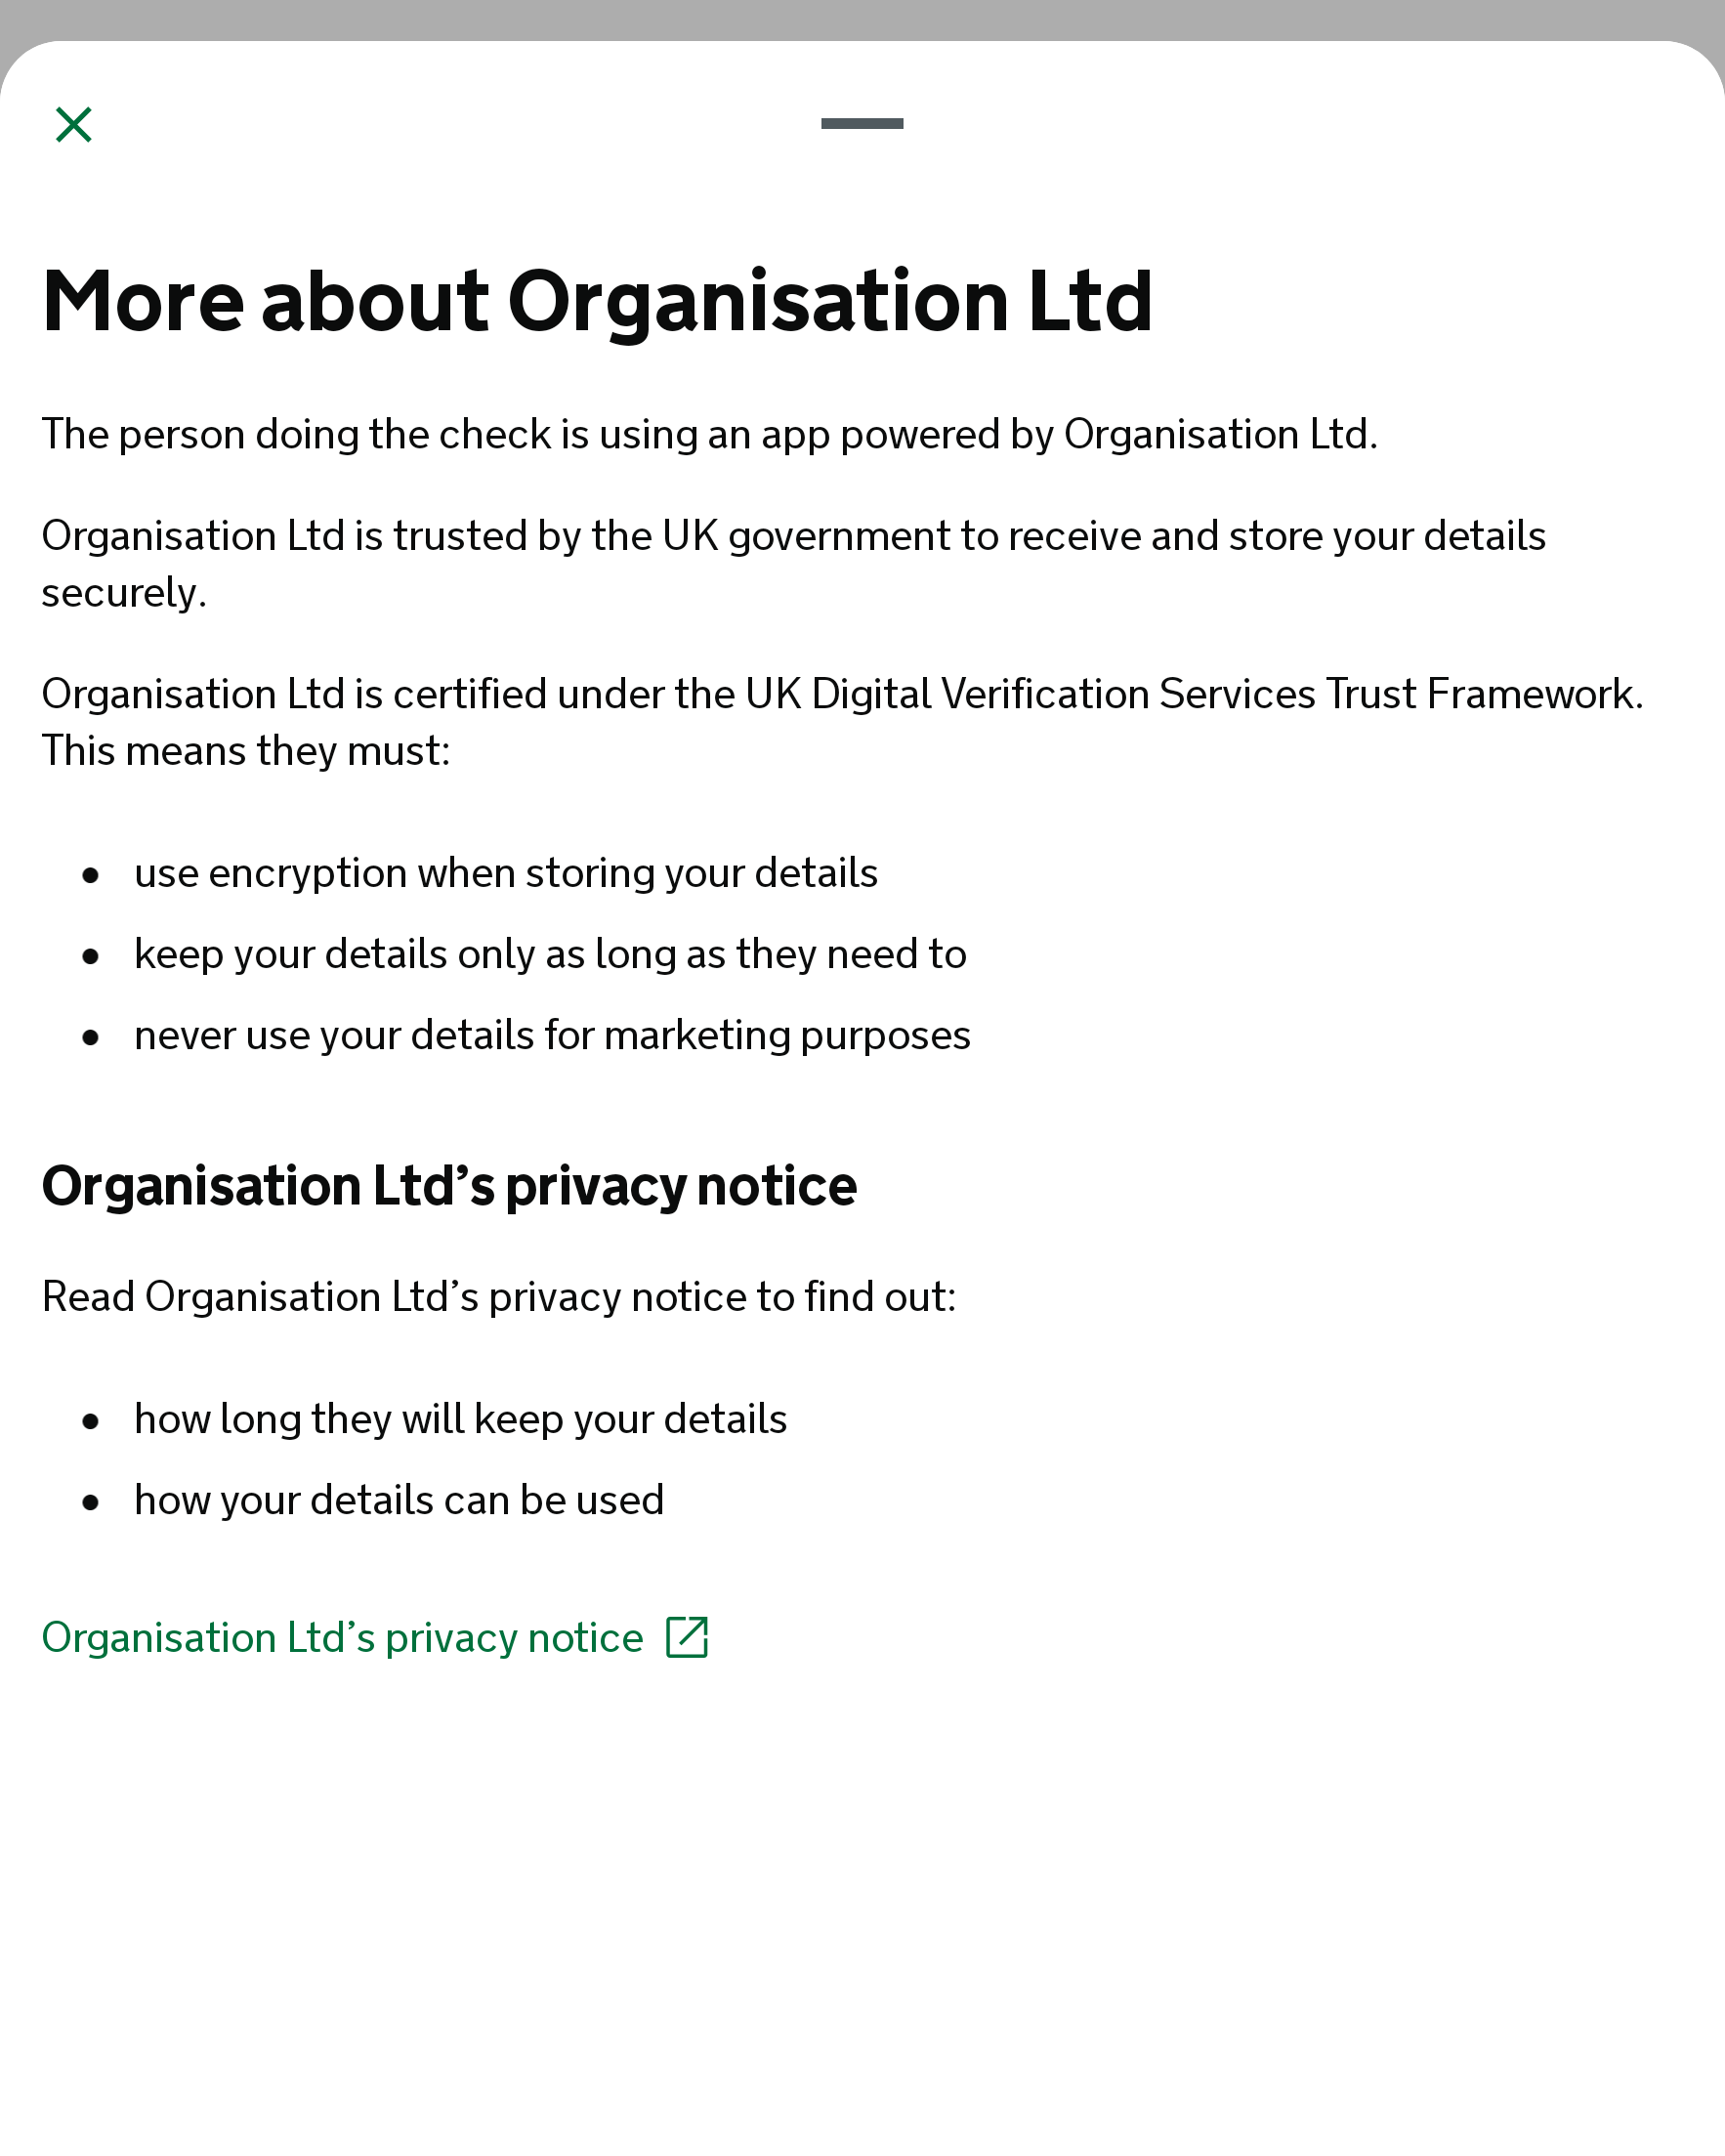 More about Organisation Ltd
The person doing the check is using an app powered by Organisation Ltd.
Organisation Ltd is trusted by the UK government to receive and store your details
securely.
Organisation Ltd is certified under the UK Digital Verification Services Trust Framework.
This means they must:
• use encryption when storing your details
• keep your details only as long as they need to
• never use your details for marketing purposes
Organisation Ltd’s privacy notice
Read Organisation Ltd’s privacy notice to find out:
• how long they will keep your details
• how your details can be used
Organisation Ltd’s privacy notice